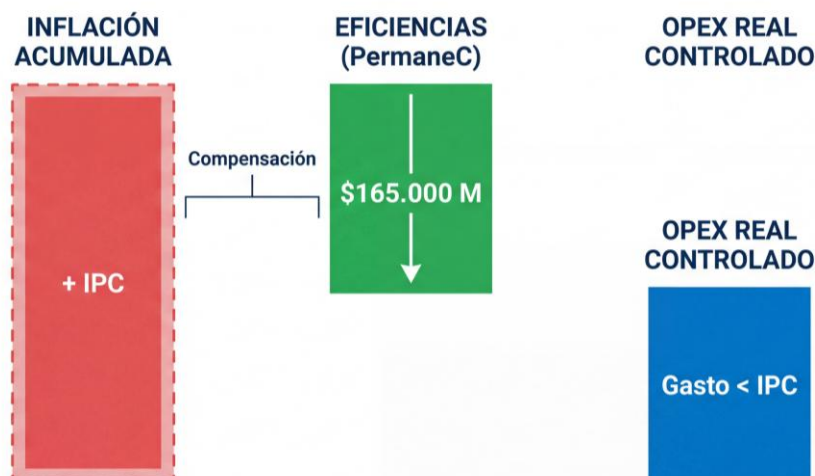 INFLACIÓN
ACUMULADA
EFICIENCIAS
(PermaneC)
OPEX REAL
CONTROLADO
Compensación
$165.000 M
OPEX REAL
CONTROLADO
+ IPC
Gasto < IPC